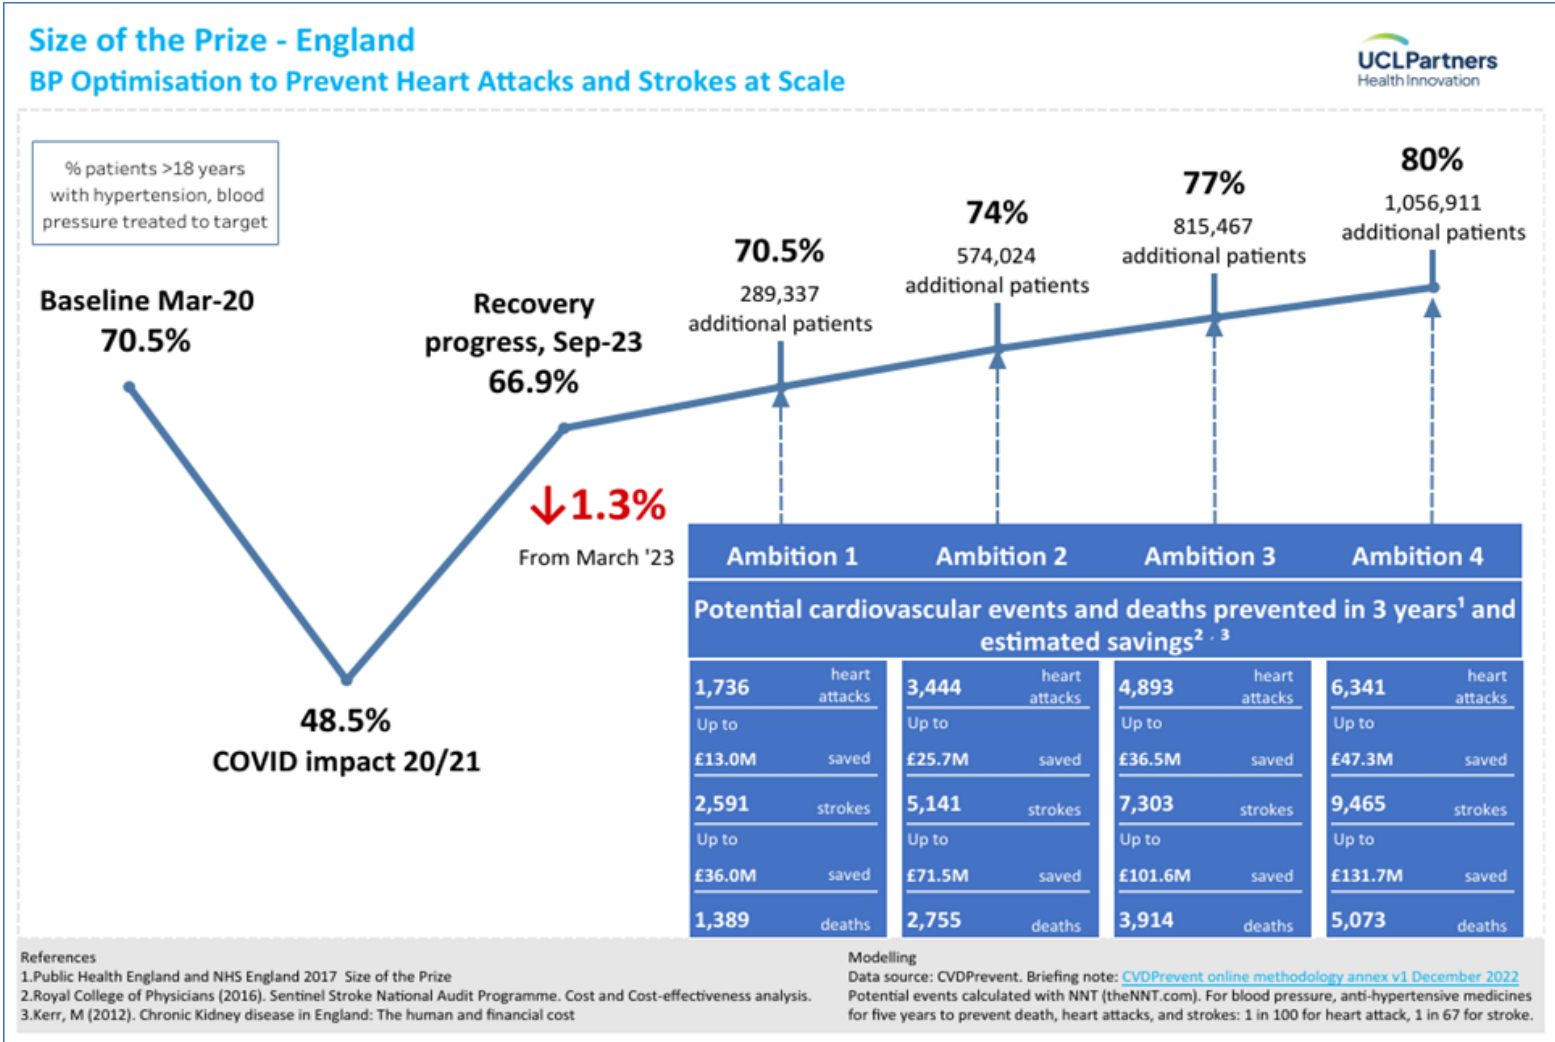 Size of the Prize - England
BP Optimisation to Prevent Heart Attacks and Strokes at Scale
UCLPartners
Health Innovation
% patients >18 years
with hypertension, blood
pressure treated to target
Baseline Mar-20
70.5%
48.5%
COVID impact 20/21
Recovery
progress, Sep-23
66.9%
↓1.3%
From March '23
70.5%
289,337
additional patients
74%
574,024
additional patients
77%
815,467
additional patients
80%
1,056,911
additional patients
Ambition 1 Ambition 2 Ambition 3 Ambition 4
Potential cardiovascular events and deaths prevented in 3 years¹ and
estimated savings² ˒ ³
1,736 heart attacks
Up to
£13.0M saved
2,591 strokes
Up to
£36.0M saved
1,389 deaths
3,444 heart attacks
Up to
£25.7M saved
5,141 strokes
Up to
£71.5M saved
2,755 deaths
4,893 heart attacks
Up to
£36.5M saved
7,303 strokes
Up to
£101.6M saved
3,914 deaths
6,341 heart attacks
Up to
£47.3M saved
9,465 strokes
Up to
£131.7M saved
5,073 deaths
References
1.Public Health England and NHS England 2017 Size of the Prize
2.Royal College of Physicians (2016). Sentinel Stroke National Audit Programme. Cost and Cost-effectiveness analysis.
3.Kerr, M (2012). Chronic Kidney disease in England: The human and financial cost
Modelling
Data source: CVDPrevent. Briefing note: CVDPrevent online methodology annex v1 December 2022
Potential events calculated with NNT (theNNT.com). For blood pressure, anti-hypertensive medicines
for five years to prevent death, heart attacks, and strokes: 1 in 100 for heart attack, 1 in 67 for stroke.